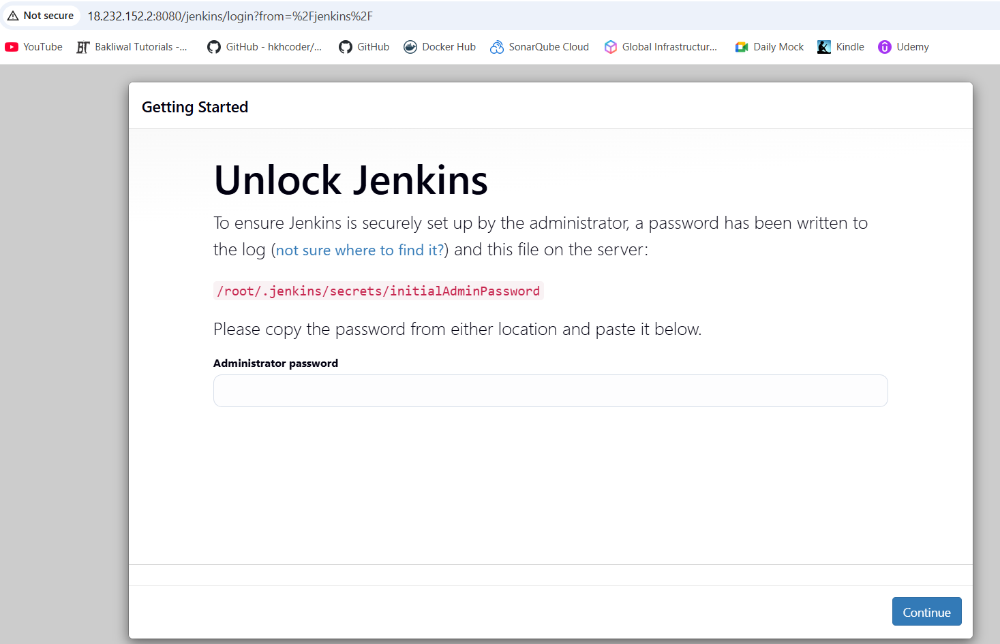 Not secure 18.232.152.2:8080/jenkins/login?from=%2Fjenkins%2F
YouTube BT Bakliwal Tutorials -... GitHub - hkhcoder/... GitHub Docker Hub SonarQube Cloud Global Infrastructur... Daily Mock Kindle Udemy
Getting Started
Unlock Jenkins
To ensure Jenkins is securely set up by the administrator, a password has been written to
the log (not sure where to find it?) and this file on the server:
/root/.jenkins/secrets/initialAdminPassword
Please copy the password from either location and paste it below.
Administrator password
Continue